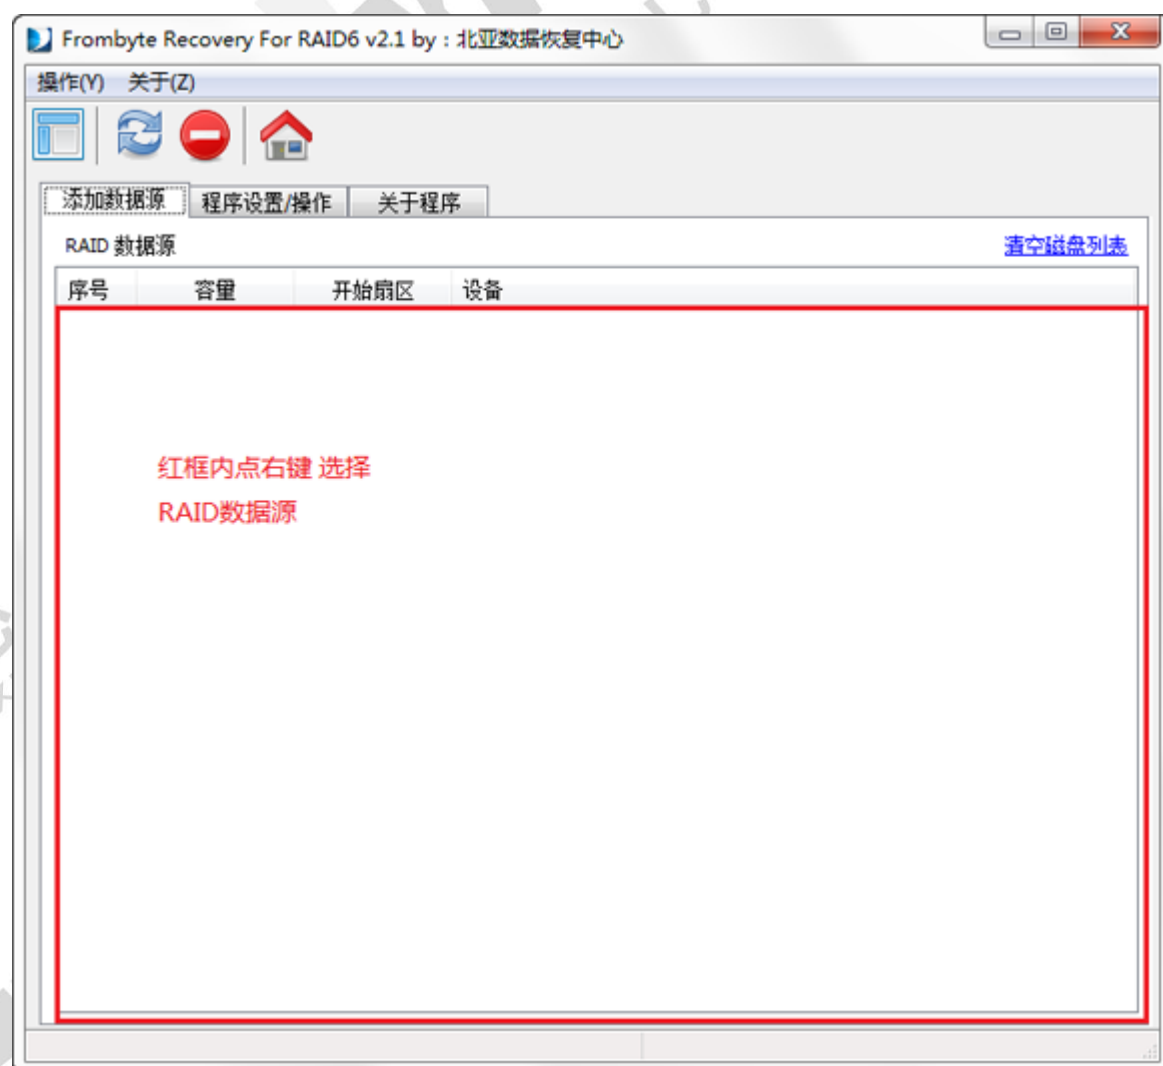 Frombyte Recovery For RAID6 v2.1 by : 北亚数据恢复中心
操作(Y) 关于(Z)
添加数据源 程序设置/操作 关于程序
RAID 数据源 清空磁盘列表
序号 容量 开始扇区 设备
红框内点右键 选择
RAID数据源